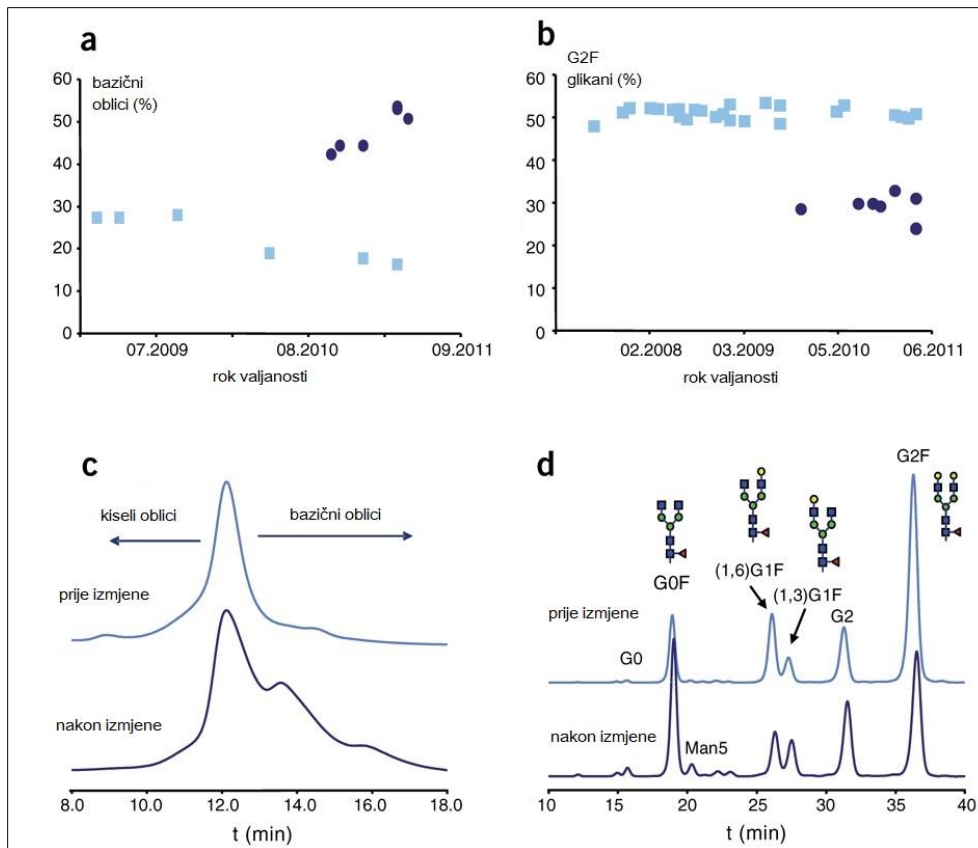 a
bazični
oblici (%)
60
50
40
30
20
10
0
07.2009
08.2010
09.2011
rok valjanosti
b
G2F
glikani (%)
60
50
40
30
20
10
0
02.2008
03.2009
05.2010
06.2011
rok valjanosti
c
kiseli oblici
bazični oblici
prije izmjene
nakon izmjene
8.0
10.0
12.0
14.0
16.0
18.0
t (min)
d
G2F
G0F
(1,6)G1F
(1,3)G1F
prije izmjene
G2
G0
nakon izmjene
Man5
10
15
20
25
30
35
40
t (min)